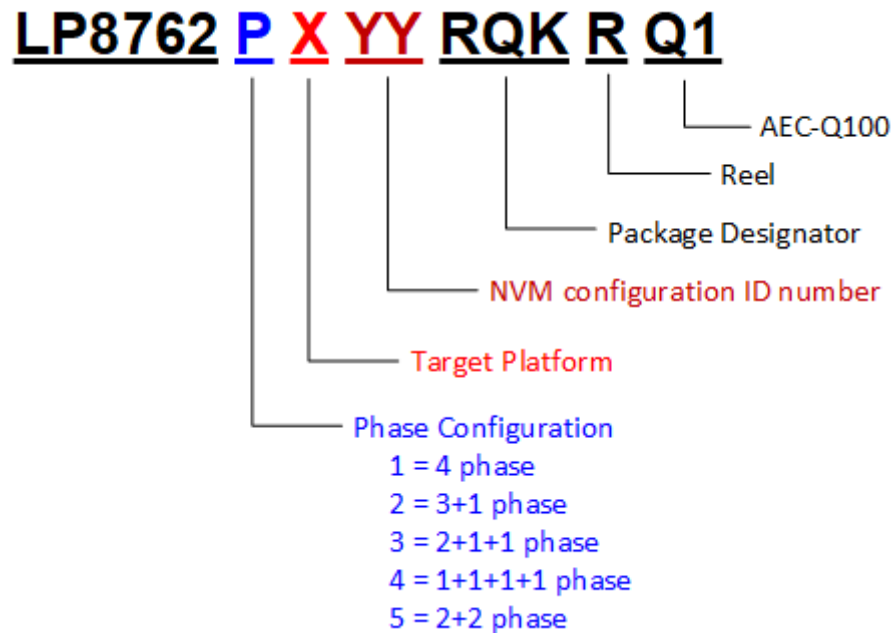 LP8762 P X YY RQK R Q1
AEC-Q100
Reel
Package Designator
NVM configuration ID number
Target Platform
Phase Configuration
1 = 4 phase
2 = 3+1 phase
3 = 2+1+1 phase
4 = 1+1+1+1 phase
5 = 2+2 phase